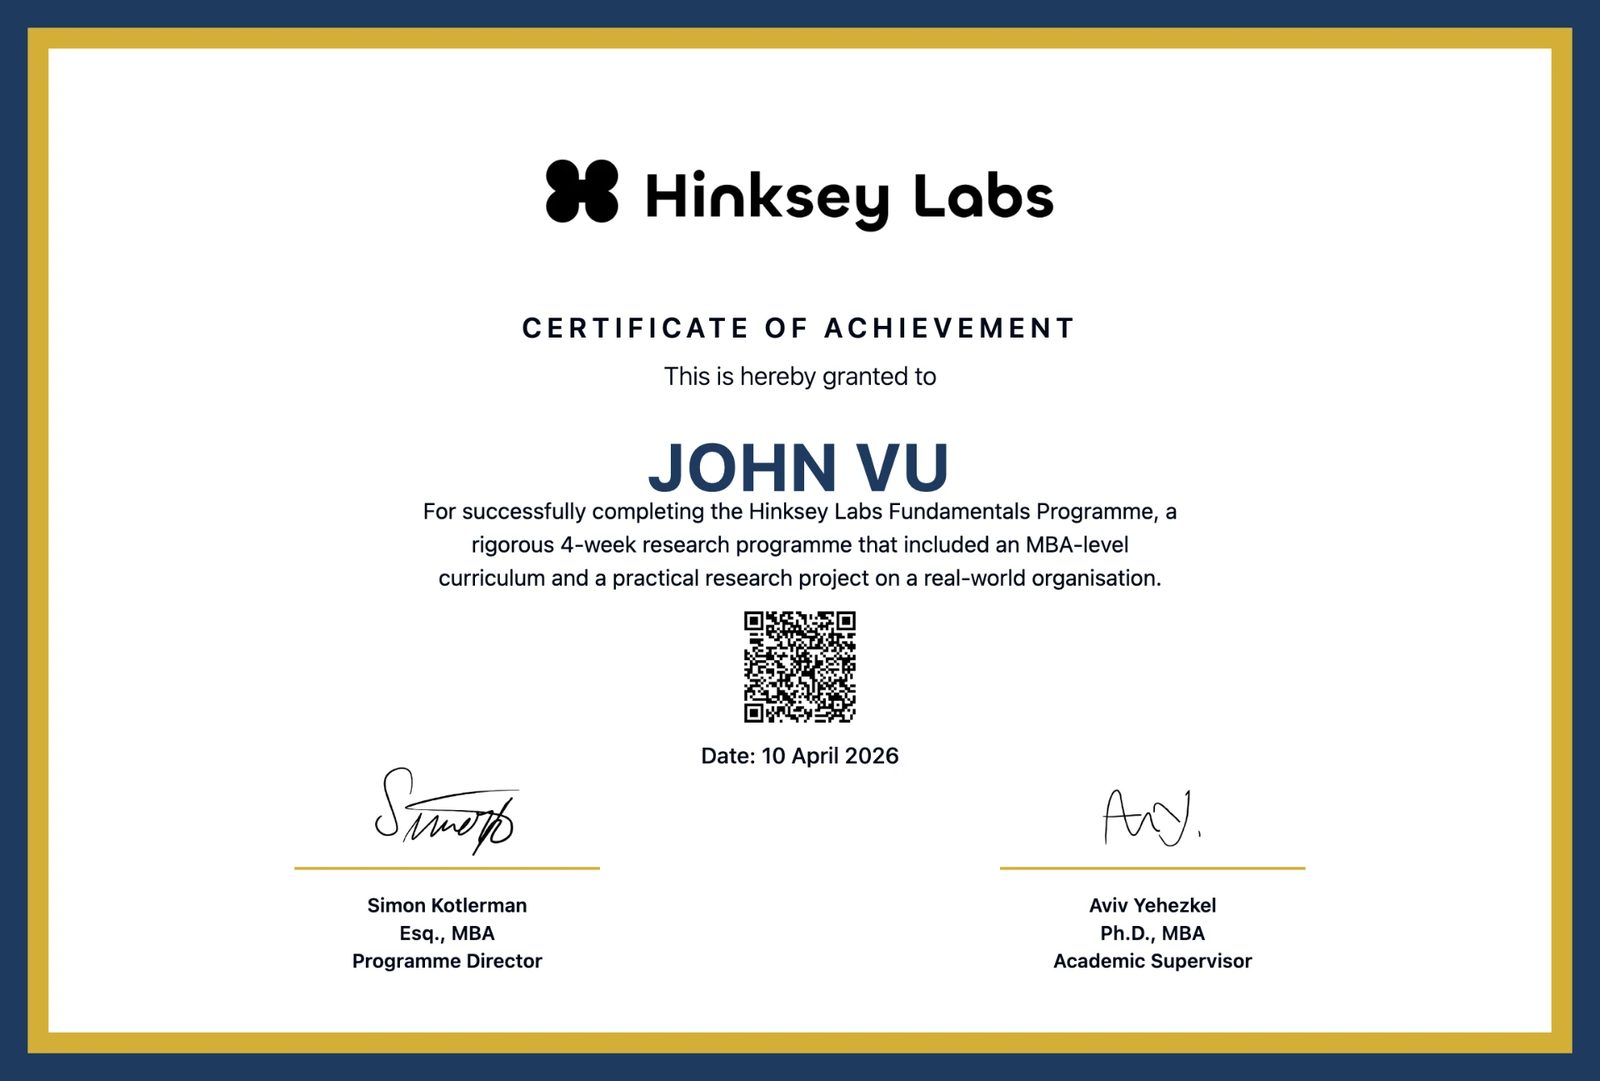 Hinksey Labs
CERTIFICATE OF ACHIEVEMENT
This is hereby granted to
JOHN VU
For successfully completing the Hinksey Labs Fundamentals Programme, a
rigorous 4-week research programme that included an MBA-level
curriculum and a practical research project on a real-world organisation.
Date: 10 April 2026
Simon Kotlerman
Esq., MBA
Programme Director
Aviv Yehezkel
Ph.D., MBA
Academic Supervisor